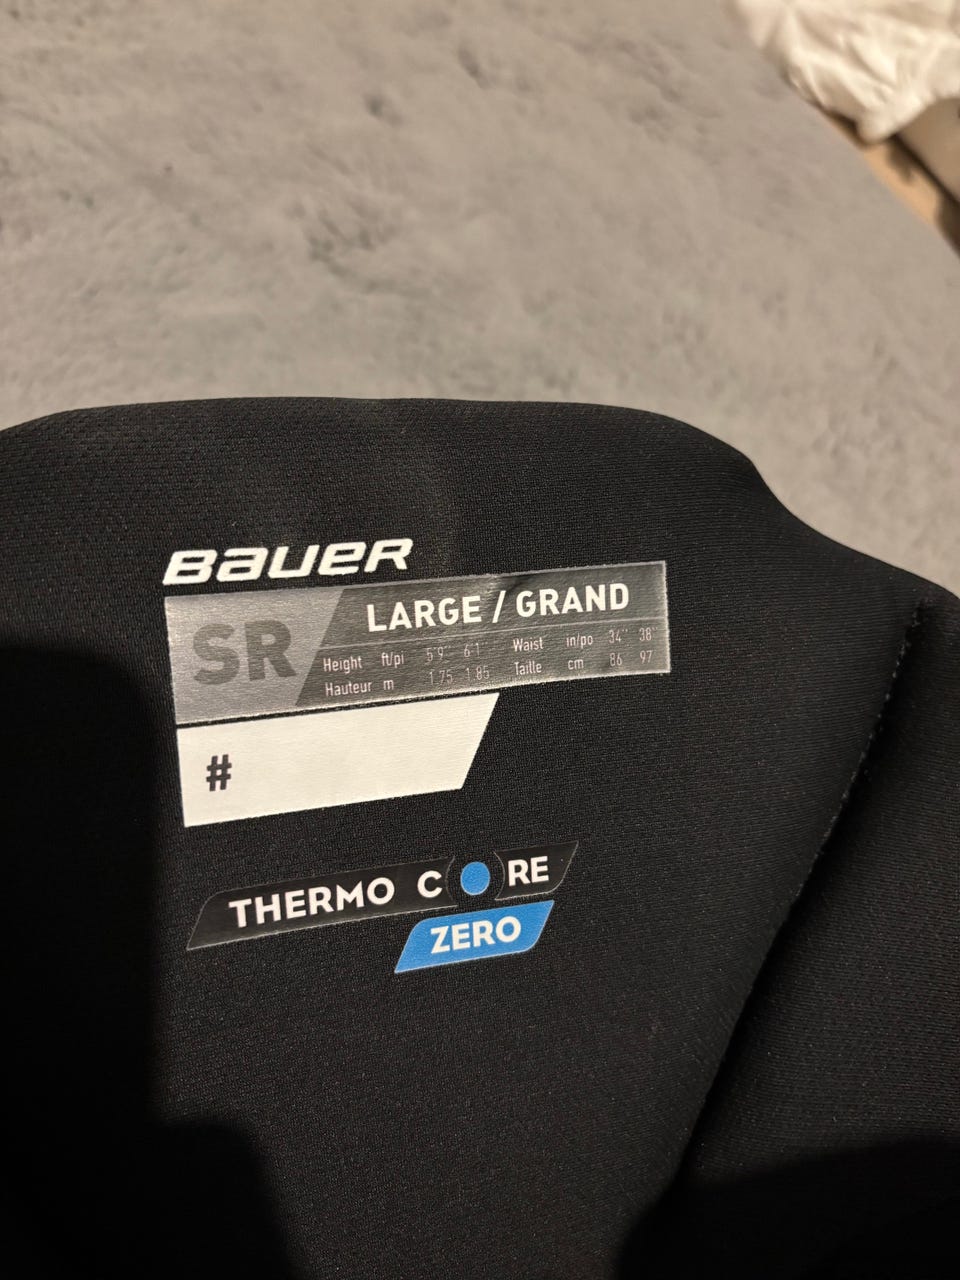 BAUER
SR
LARGE / GRAND
Height ft/pi 5'9" 6'1 Waist in/po 34" 38"
Hauteur m 1.75 1.85 Taille cm 86 97
#
THERMO CORE
ZERO